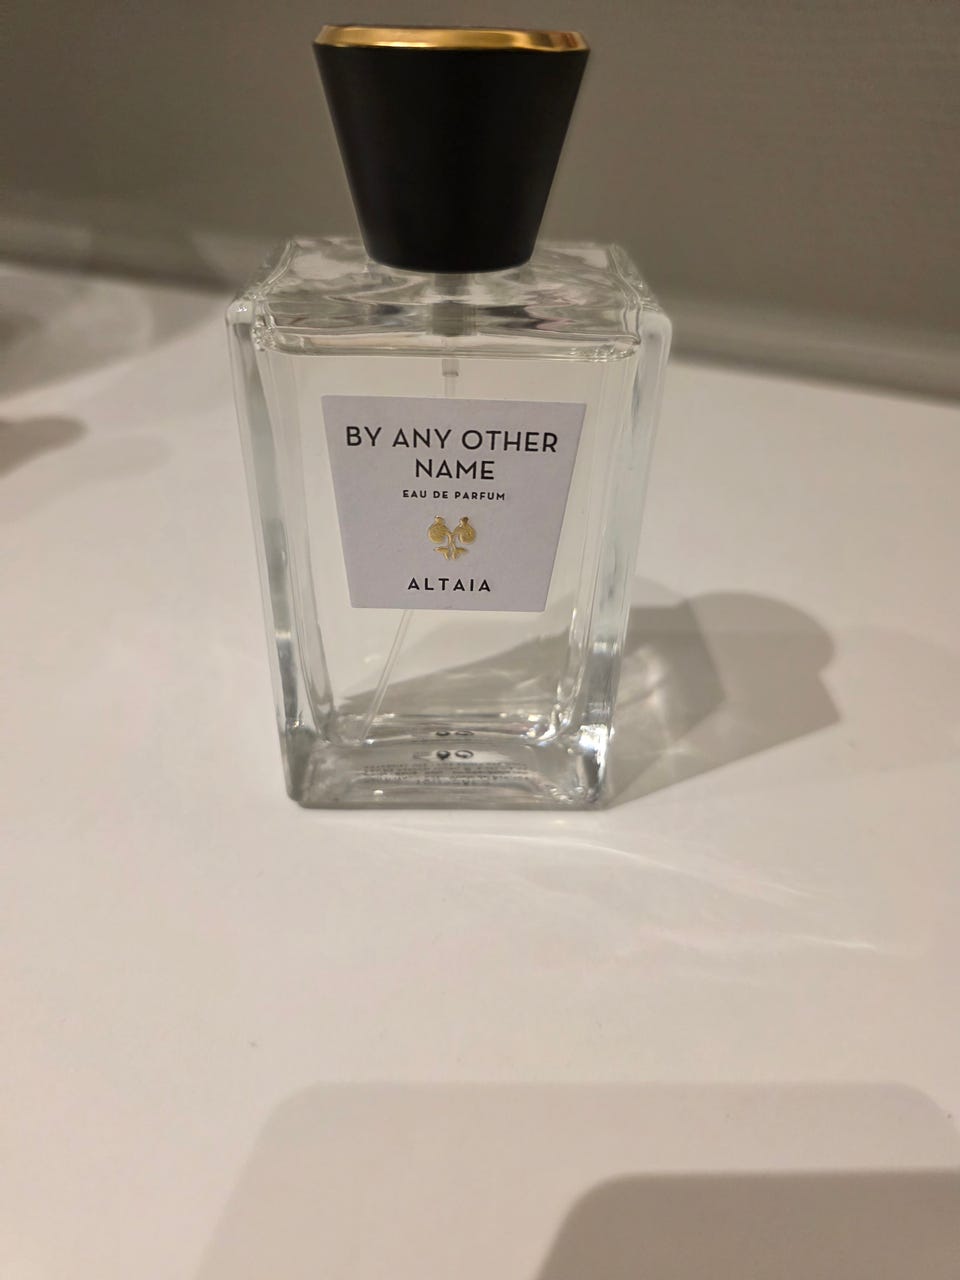 BY ANY OTHER
NAME
EAU DE PARFUM
ALTAIA